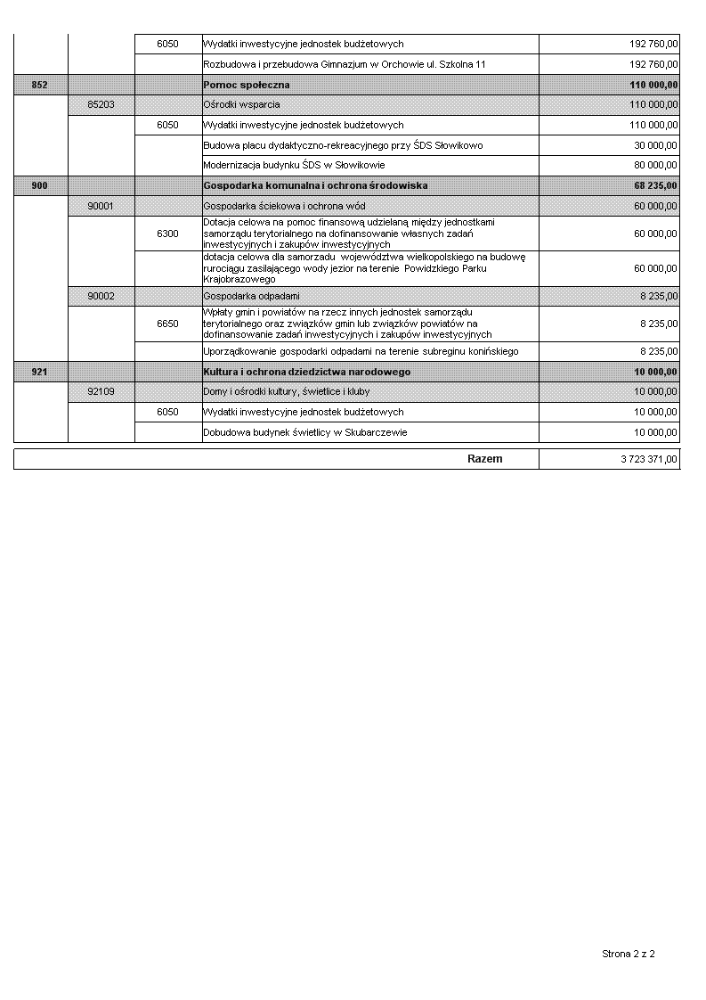 6050 Wydatki inwestycyjne jednostek budżetowych 192 760,00
Rozbudowa i przebudowa Gimnazjum w Orchowie ul. Szkolna 11 192 760,00
852 Pomoc społeczna 110 000,00
85203 Ośrodki wsparcia 110 000,00
6050 Wydatki inwestycyjne jednostek budżetowych 110 000,00
Budowa placu dydaktyczno-rekreacyjnego przy ŚDS Słowikowo 30 000,00
Modernizacja budynku ŚDS w Słowikowie 80 000,00
900 Gospodarka komunalna i ochrona środowiska 68 235,00
90001 Gospodarka ściekowa i ochrona wód 60 000,00
Dotacja celowa na pomoc finansową udzielaną między jednostkami
6300 samorządu terytorialnego na dofinansowanie własnych zadań 60 000,00
inwestycyjnych i zakupów inwestycyjnych
dotacja celowa dla samorzadu  województwa wielkopolskiego na budowę
rurociągu zasilającego wody jezior na terenie  Powidzkiego Parku 60 000,00
Krajobrazowego
90002 Gospodarka odpadami 8 235,00
Wpłaty gmin i powiatów na rzecz innych jednostek samorządu
6650 terytorialnego oraz związków gmin lub związków powiatów na 8 235,00
dofinansowanie zadań inwestycyjnych i zakupów inwestycyjnych
Uporządkowanie gospodarki odpadami na terenie subreginu konińskiego 8 235,00
921 Kultura i ochrona dziedzictwa narodowego 10 000,00
92109 Domy i ośrodki kultury, świetlice i kluby 10 000,00
6050 Wydatki inwestycyjne jednostek budżetowych 10 000,00
Dobudowa budynek świetlicy w Skubarczewie 10 000,00
Razem 3 723 371,00
Strona 2 z 2